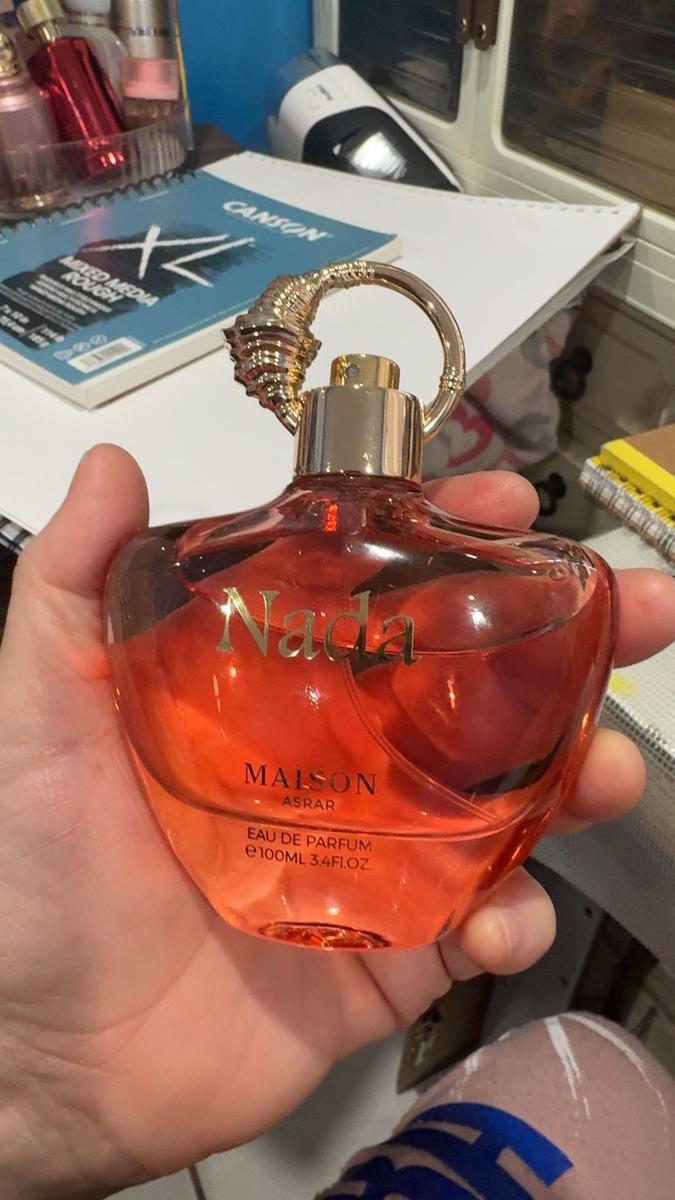 CANSON
XL
MIXED MEDIA
ROUGH
Nada
MAISON
ASRAR
EAU DE PARFUM
℮100ML 3.4Fl.OZ.